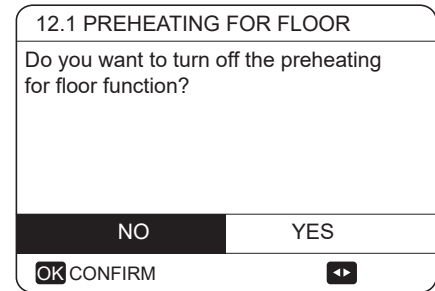 12.1 PREHEATING FOR FLOOR
Do you want to turn off the preheating
for floor function?
NO YES
OK CONFIRM